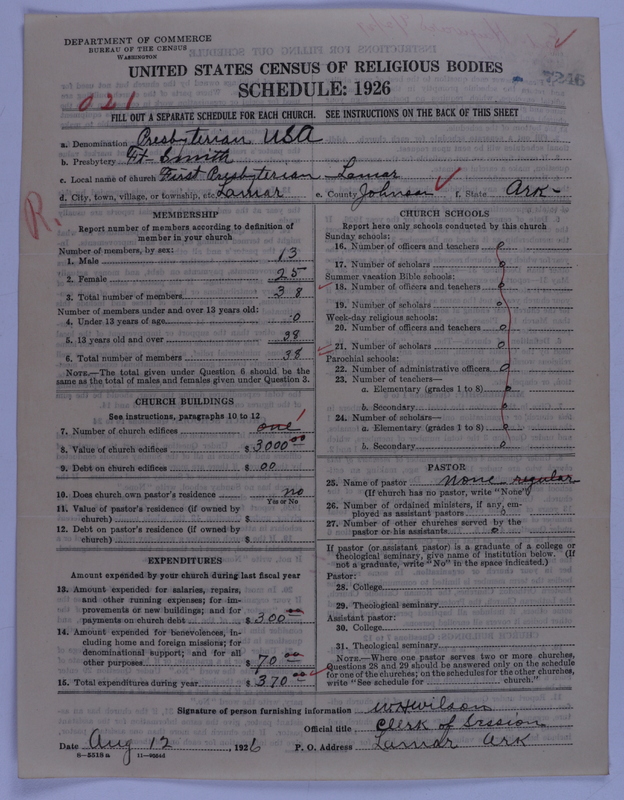 DEPARTMENT OF COMMERCE
BUREAU OF THE CENSUS
WASHINGTON
UNITED STATES CENSUS OF RELIGIOUS BODIES
SCHEDULE: 1926
7246
021
FILL OUT A SEPARATE SCHEDULE FOR EACH CHURCH. SEE INSTRUCTIONS ON THE BACK OF THIS SHEET
a. Denomination Presbyterian USA
b. Presbytery Ft. Smith
c. Local name of church First Presbyterian Lamar
d. City, town, village, or township, etc. Lamar e. County Johnson f. State Ark-
R.
MEMBERSHIP
Report number of members according to definition of
member in your church
Number of members, by sex:
1. Male 13
2. Female 25
3. Total number of members 38
Number of members under and over 13 years old:
4. Under 13 years of age 0
5. 13 years old and over 38
6. Total number of members 38
NOTE.—The total given under Question 6 should be the
same as the total of males and females given under Question 3.
CHURCH BUILDINGS
See instructions, paragraphs 10 to 12
7. Number of church edifices one 1
8. Value of church edifices $ 3000 00
9. Debt on church edifices $ 00
10. Does church own pastor's residence no
Yes or No
11. Value of pastor's residence (if owned by
church) $
12. Debt on pastor's residence (if owned by
church) $
EXPENDITURES
Amount expended by your church during last fiscal year
13. Amount expended for salaries, repairs,
and other running expenses; for im-
provements or new buildings; and for
payments on church debt $ 300 00
14. Amount expended for benevolences, in-
cluding home and foreign missions; for
denominational support; and for all
other purposes $ 70 00
15. Total expenditures during year $ 370 00
CHURCH SCHOOLS
Report here only schools conducted by this church
Sunday schools:
16. Number of officers and teachers 0
17. Number of scholars 0
Summer vacation Bible schools:
18. Number of officers and teachers 0
19. Number of scholars 0
Week-day religious schools:
20. Number of officers and teachers 0
21. Number of scholars 0
Parochial schools:
22. Number of administrative officers 0
23. Number of teachers—
a. Elementary (grades 1 to 8) 0
b. Secondary 0
24. Number of scholars—
a. Elementary (grades 1 to 8) 0
b. Secondary 0
PASTOR
25. Name of pastor none regular
(If church has no pastor, write "None")
26. Number of ordained ministers, if any, em-
ployed as assistant pastors 0
27. Number of other churches served by the
pastor or his assistants 0
If pastor (or assistant pastor) is a graduate of a college or
theological seminary, give name of institution below. (If
not a graduate, write "No" in the space indicated.)
Pastor:
28. College
29. Theological seminary
Assistant pastor:
30. College
31. Theological seminary
NOTE.—Where one pastor serves two or more churches,
Questions 28 and 29 should be answered only on the schedule
for one of the churches; on the schedules for the other churches,
write "See schedule for church."
Signature of person furnishing information W H Wilson
Official title Clerk of Session
Date Aug 12, 1926 P. O. Address Lamar Ark